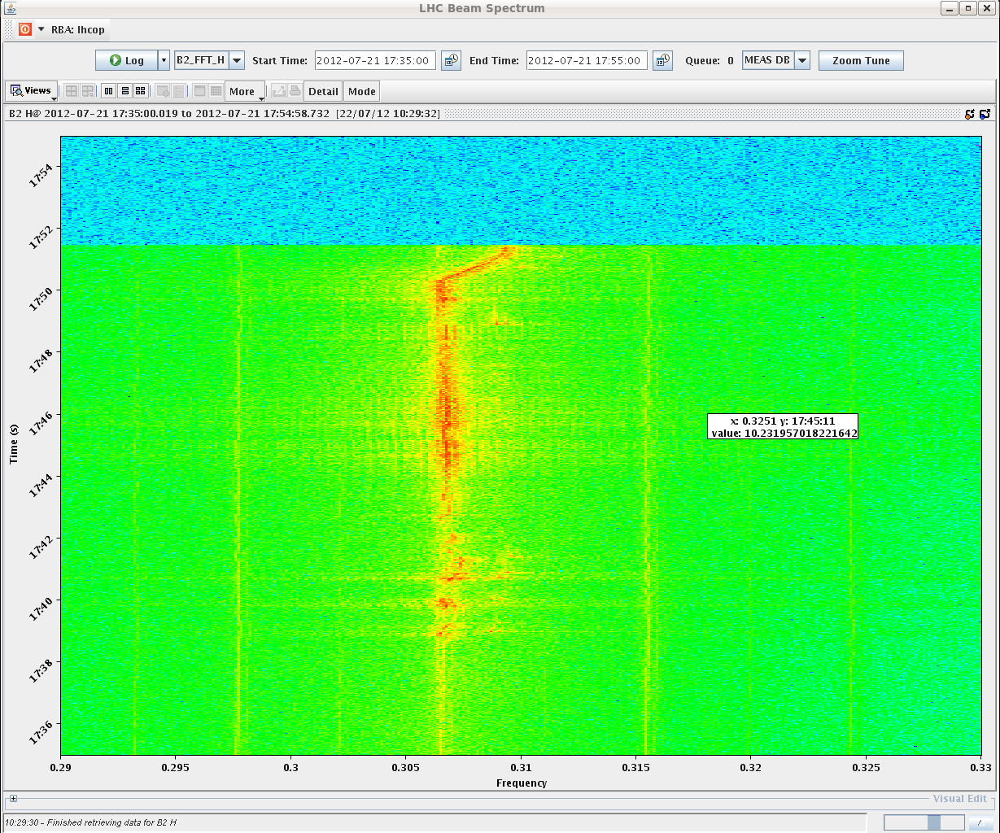 LHC Beam Spectrum
RBA: lhcop
Log B2_FFT_H Start Time: 2012-07-21 17:35:00 End Time: 2012-07-21 17:55:00 Queue: 0 MEAS DB Zoom Tune
Views More Detail Mode
B2 H@ 2012-07-21 17:35:00.019 to 2012-07-21 17:54:58.732 [22/07/12 10:29:32]
17:54
17:52
17:50
17:48
17:46
17:44
17:42
17:40
17:38
17:36
Time (s)
x: 0.3251 y: 17:45:11
value: 10.231957018221642
0.29 0.295 0.3 0.305 0.31 0.315 0.32 0.325 0.33
Frequency
Visual Edit
10:29:30 - Finished retrieving data for B2 H